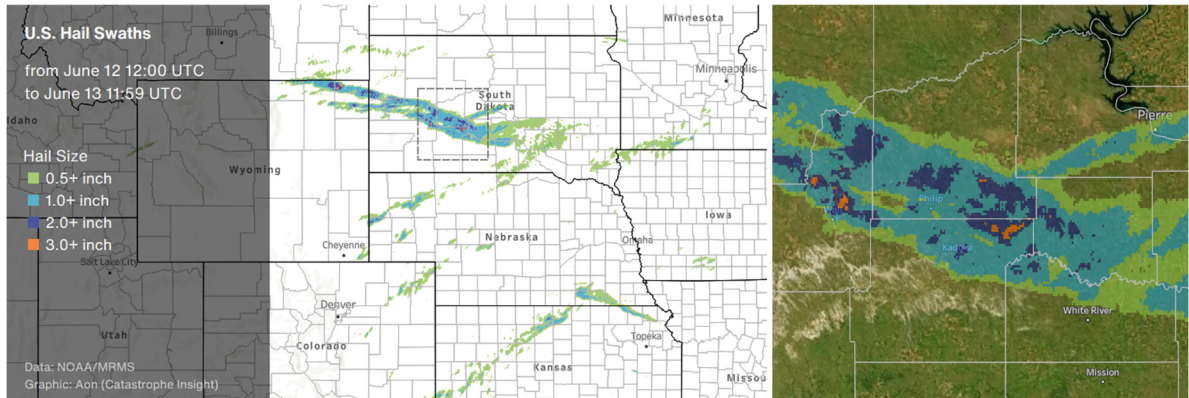 U.S. Hail Swaths
from June 12 12:00 UTC
to June 13 11:59 UTC
Hail Size
0.5+ inch
1.0+ inch
2.0+ inch
3.0+ inch
Data: NOAA/MRMS
Graphic: Aon (Catastrophe Insight)
Billings
Idaho
Wyoming
Salt Lake City
Utah
Cheyenne
Denver
Colorado
South
Dakota
Minnesota
Minneapolis
Nebraska
Omaha
Iowa
Topeka
Kansas
Missou
Pierre
Philip
Kadoka
White River
Mission